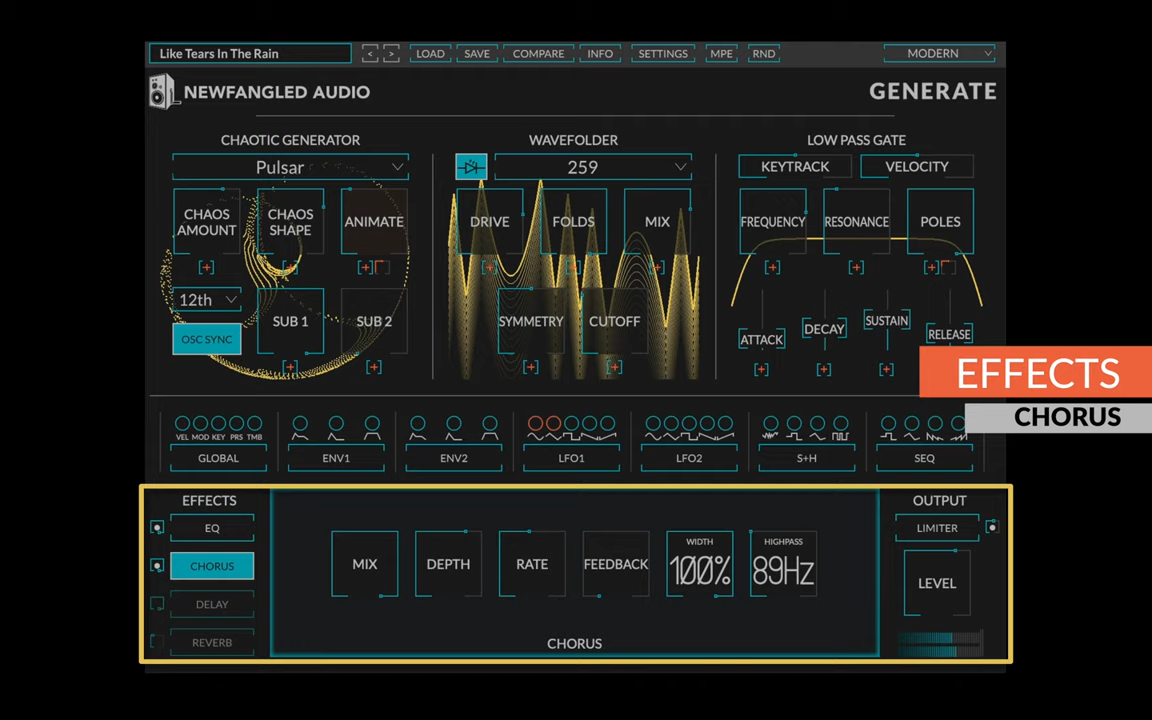 Like Tears In The Rain
< >
LOAD
SAVE
COMPARE
INFO
SETTINGS
MPE
RND
MODERN
NEWFANGLED AUDIO
GENERATE
CHAOTIC GENERATOR
WAVEFOLDER
LOW PASS GATE
Pulsar
259
KEYTRACK
VELOCITY
CHAOS AMOUNT
CHAOS SHAPE
ANIMATE
DRIVE
FOLDS
MIX
FREQUENCY
RESONANCE
POLES
12th
OSC SYNC
SUB 1
SUB 2
SYMMETRY
CUTOFF
ATTACK
DECAY
SUSTAIN
RELEASE
EFFECTS
CHORUS
VEL MOD KEY PRS TMB
GLOBAL
ENV1
ENV2
LFO1
LFO2
S+H
SEQ
EFFECTS
EQ
CHORUS
DELAY
REVERB
MIX
DEPTH
RATE
FEEDBACK
WIDTH
100%
HIGHPASS
89Hz
CHORUS
OUTPUT
LIMITER
LEVEL